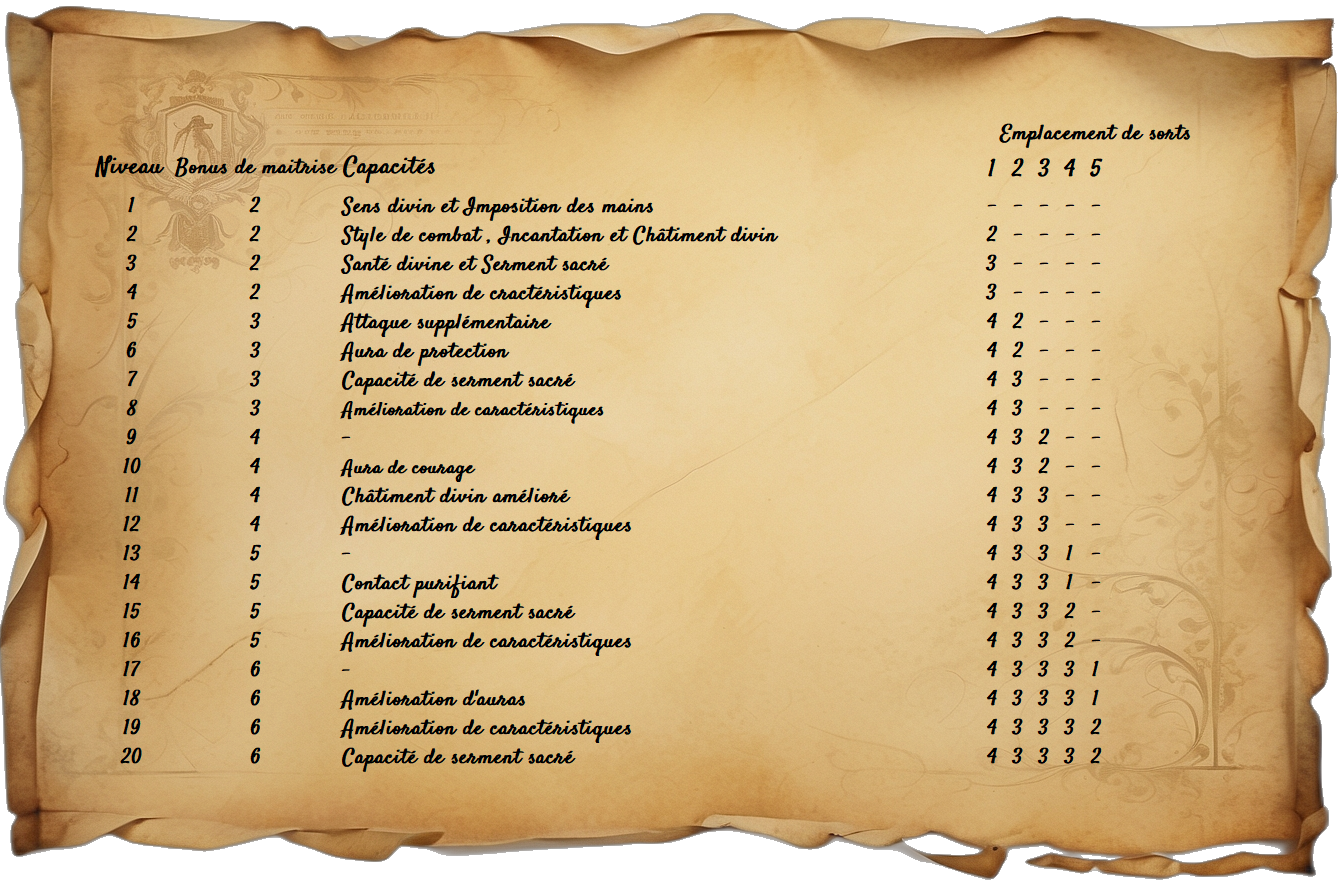 Emplacement de sorts
Niveau Bonus de maitrise Capacités 1 2 3 4 5
1 2 Sens divin et Imposition des mains - - - - -
2 2 Style de combat , Incantation et Châtiment divin 2 - - - -
3 2 Santé divine et Serment sacré 3 - - - -
4 2 Amélioration de cractéristiques 3 - - - -
5 3 Attaque supplémentaire 4 2 - - -
6 3 Aura de protection 4 2 - - -
7 3 Capacité de serment sacré 4 3 - - -
8 3 Amélioration de caractéristiques 4 3 - - -
9 4 - 4 3 2 - -
10 4 Aura de courage 4 3 2 - -
11 4 Châtiment divin amélioré 4 3 3 - -
12 4 Amélioration de caractéristiques 4 3 3 - -
13 5 - 4 3 3 1 -
14 5 Contact purifiant 4 3 3 1 -
15 5 Capacité de serment sacré 4 3 3 2 -
16 5 Amélioration de caractéristiques 4 3 3 2 -
17 6 - 4 3 3 3 1
18 6 Amélioration d'auras 4 3 3 3 1
19 6 Amélioration de caractéristiques 4 3 3 3 2
20 6 Capacité de serment sacré 4 3 3 3 2